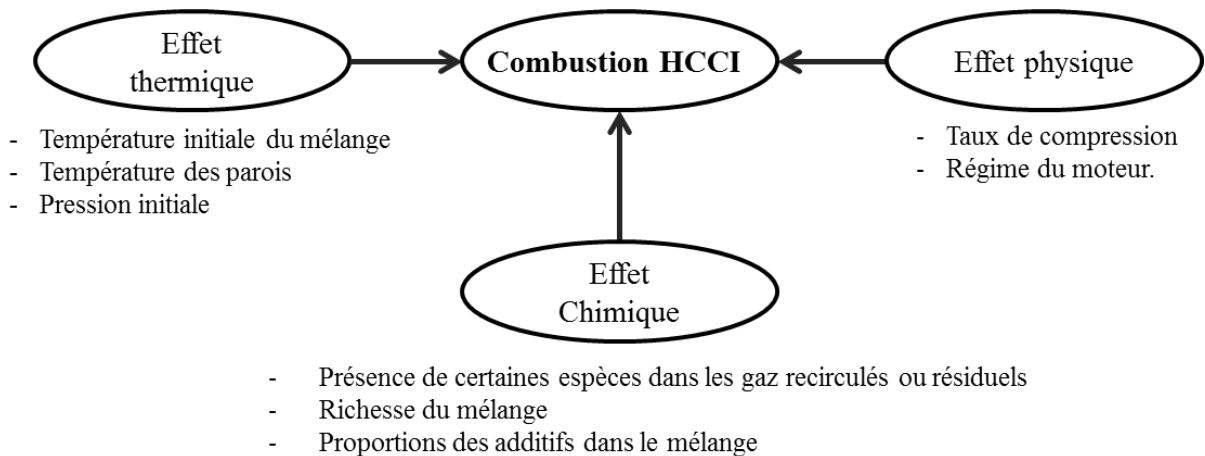 Effet
thermique
Combustion HCCI
Effet physique
- Température initiale du mélange
- Température des parois
- Pression initiale
- Taux de compression
- Régime du moteur.
Effet
Chimique
- Présence de certaines espèces dans les gaz recirculés ou résiduels
- Richesse du mélange
- Proportions des additifs dans le mélange